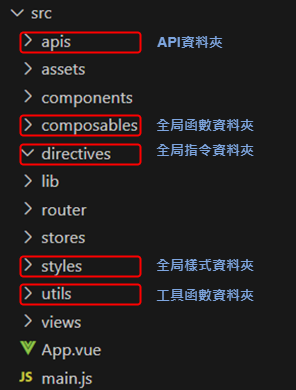 src
apis API資料夾
assets
components
composables 全局函數資料夾
directives 全局指令資料夾
lib
router
stores
styles 全局樣式資料夾
utils 工具函數資料夾
views
App.vue
JS main.js